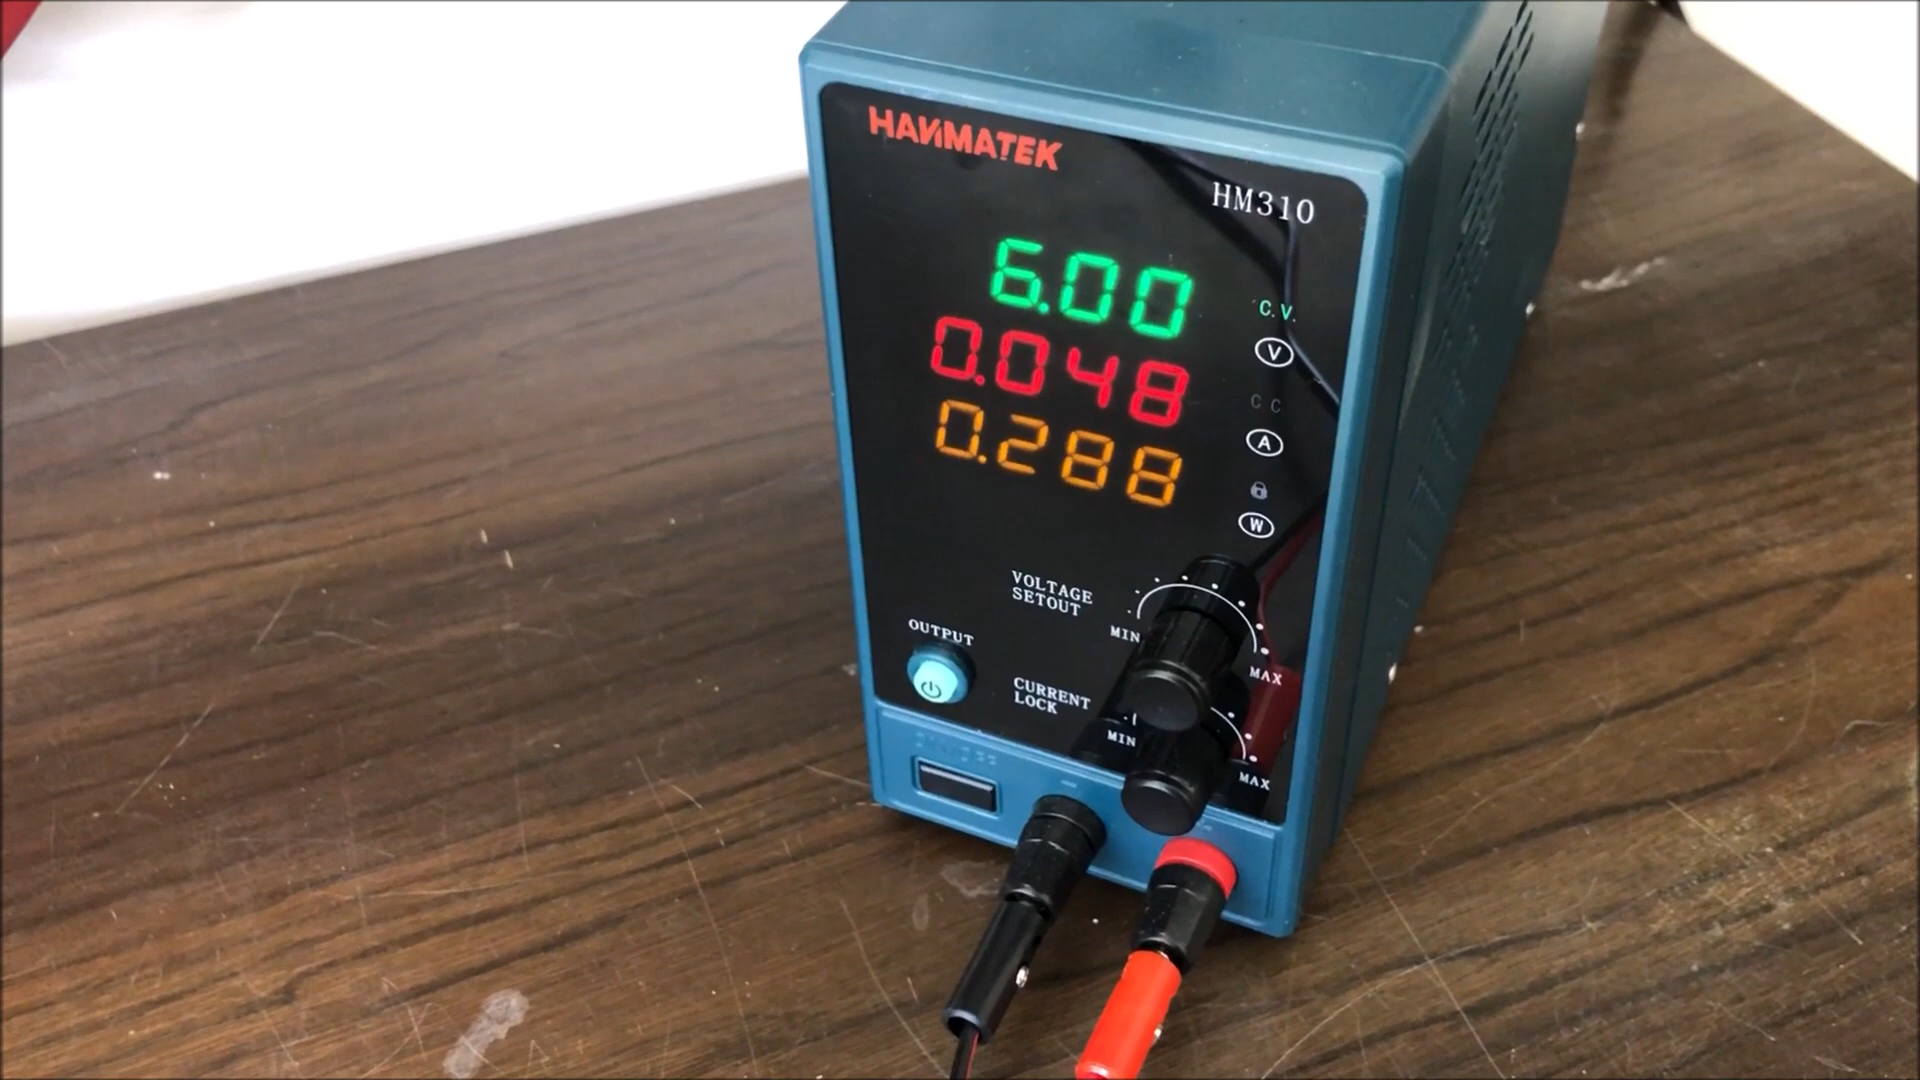 HANMATEK
HM310
6.00
C.V.
V
0.048
C C
A
0.288
W
VOLTAGE
SETOUT
MIN
MAX
OUTPUT
CURRENT
LOCK
MIN
MAX